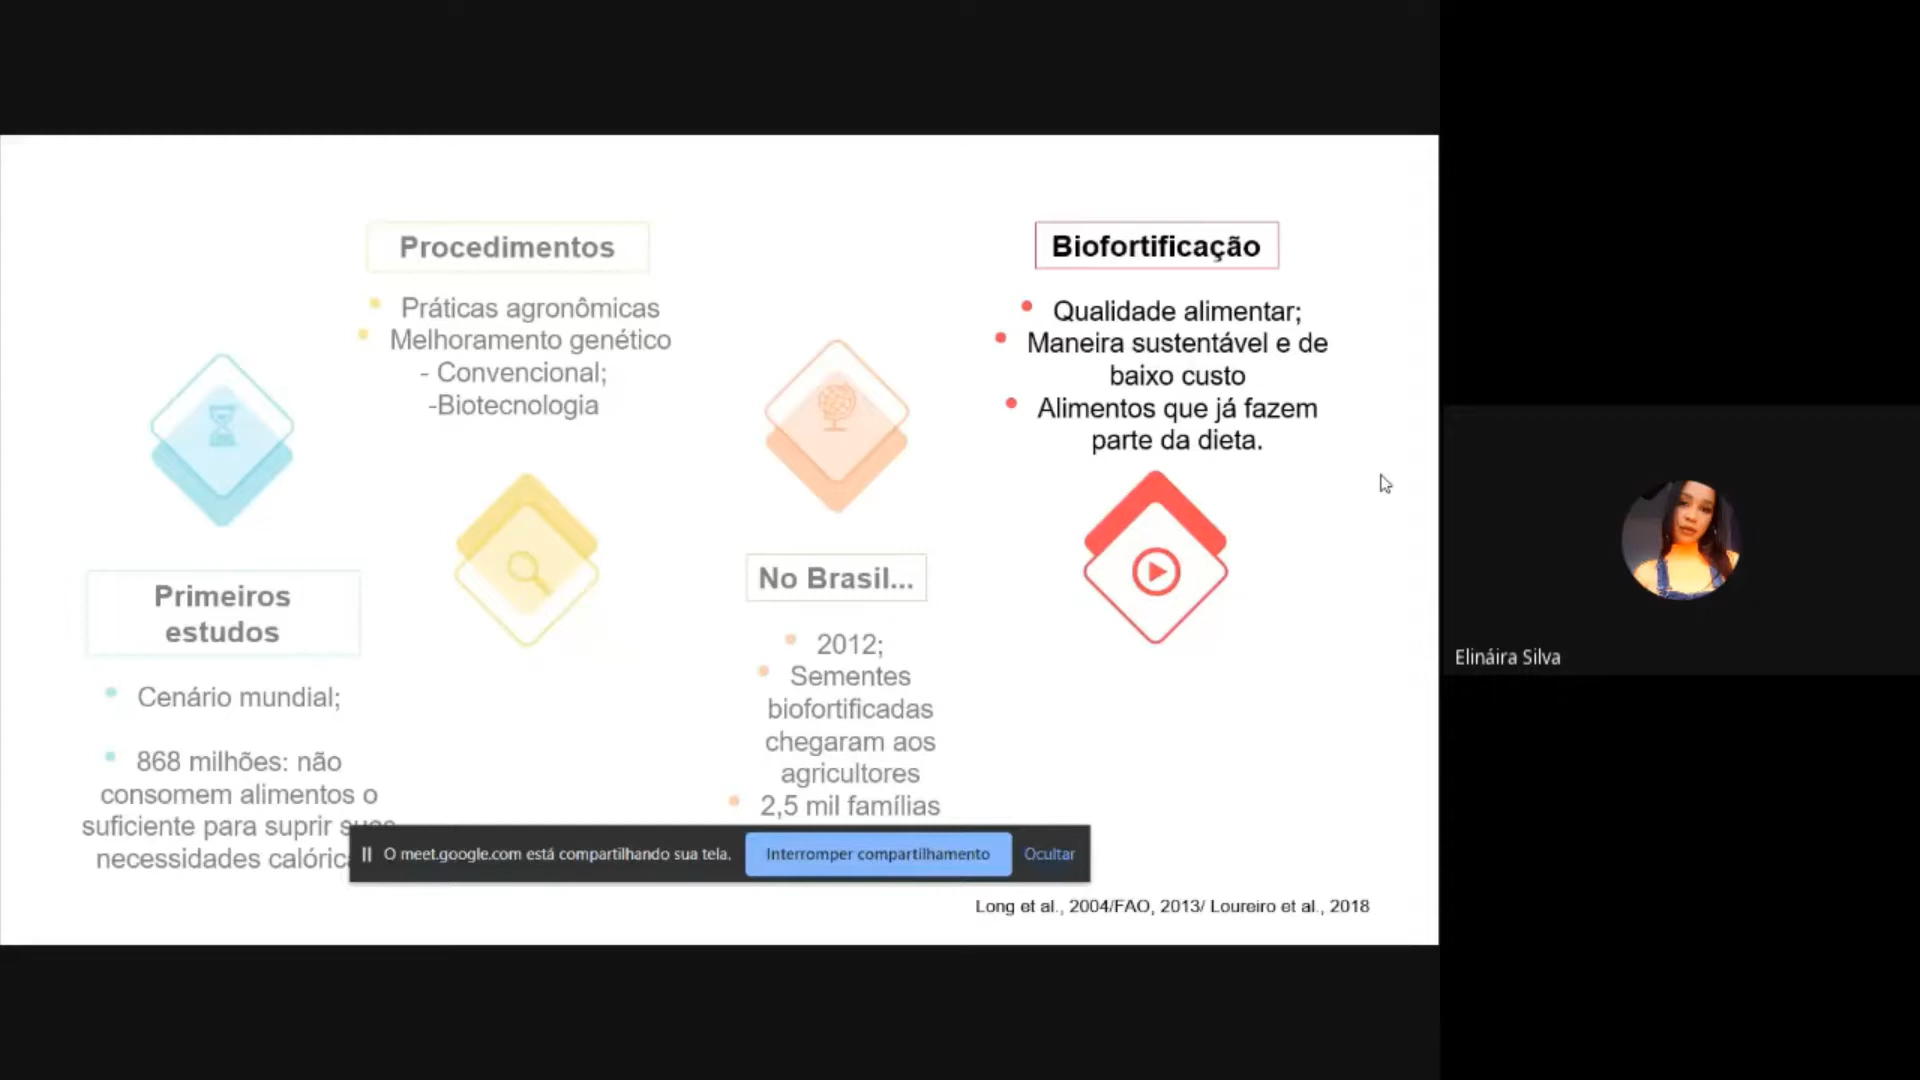 Procedimentos
Práticas agronômicas
Melhoramento genético
- Convencional;
-Biotecnologia
Biofortificação
Qualidade alimentar;
Maneira sustentável e de
baixo custo
Alimentos que já fazem
parte da dieta.
Primeiros
estudos
Cenário mundial;
868 milhões: não
consomem alimentos o
suficiente para suprir suas
necessidades
No Brasil...
2012;
Sementes
biofortificadas
chegaram aos
agricultores
2,5 mil famílias
O meet.google.com está compartilhando sua tela.
Interromper compartilhamento
Ocultar
Long et al., 2004/FAO, 2013/ Loureiro et al., 2018
Elináira Silva